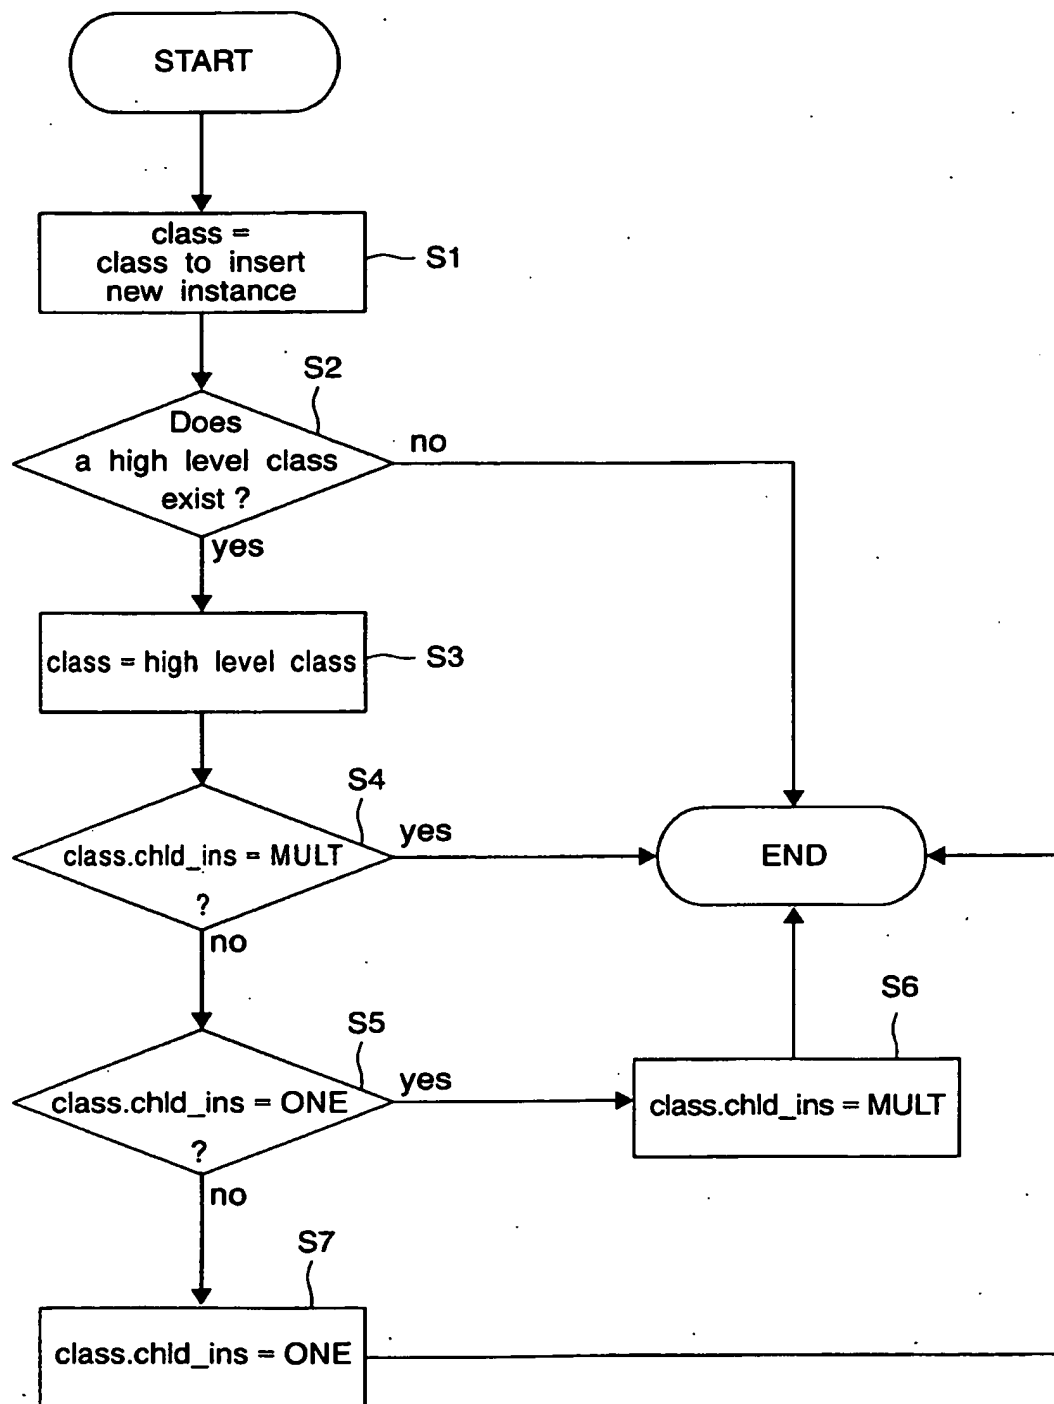 START
class =
class to insert
new instance
S1
S2
Does
a high level class
exist ?
no
yes
class = high level class
S3
S4
class.chld_ins = MULT
?
yes
END
no
S5
S6
class.chld_ins = ONE
?
yes
class.chld_ins = MULT
no
S7
class.chld_ins = ONE